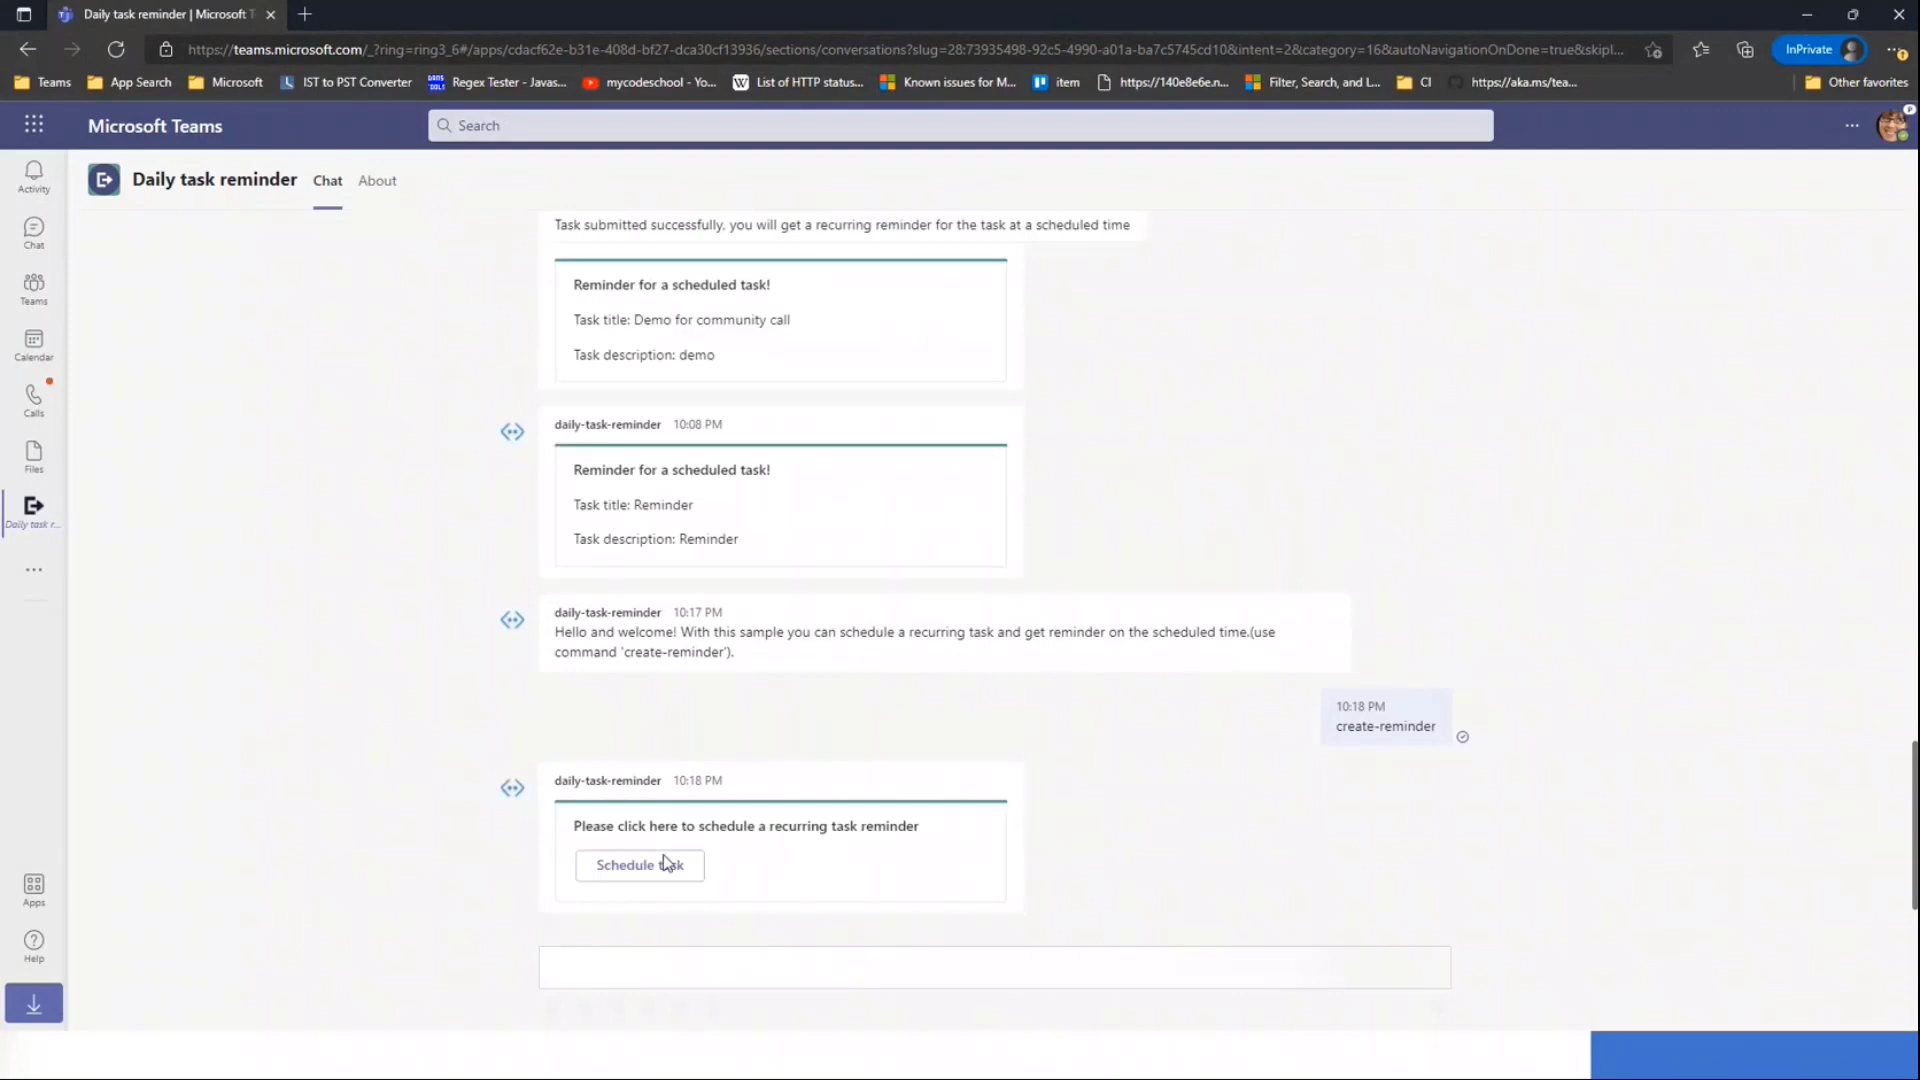 Daily task reminder | Microsoft T
https://teams.microsoft.com/_?ring=ring3_6#/apps/cdacf62e-b31e-408d-bf27-dca30cf13936/sections/conversations?slug=28:73935498-92c5-4990-a01a-ba7c5745cd10&intent=2&category=16&autoNavigationOnDone=true&skipl...
InPrivate
Teams
App Search
Microsoft
IST to PST Converter
Regex Tester - Javas...
mycodeschool - Yo...
List of HTTP status...
Known issues for M...
item
https://140e8e6e.n...
Filter, Search, and L...
CI
https://aka.ms/tea...
Other favorites
Microsoft Teams
Search
Activity
Chat
Teams
Calendar
Calls
Files
Daily task r...
Apps
Help
Daily task reminder
Chat
About
Task submitted successfully, you will get a recurring reminder for the task at a scheduled time
Reminder for a scheduled task!
Task title: Demo for community call
Task description: demo
daily-task-reminder 10:08 PM
Reminder for a scheduled task!
Task title: Reminder
Task description: Reminder
daily-task-reminder 10:17 PM
Hello and welcome! With this sample you can schedule a recurring task and get reminder on the scheduled time.(use
command 'create-reminder').
10:18 PM
create-reminder
daily-task-reminder 10:18 PM
Please click here to schedule a recurring task reminder
Schedule task